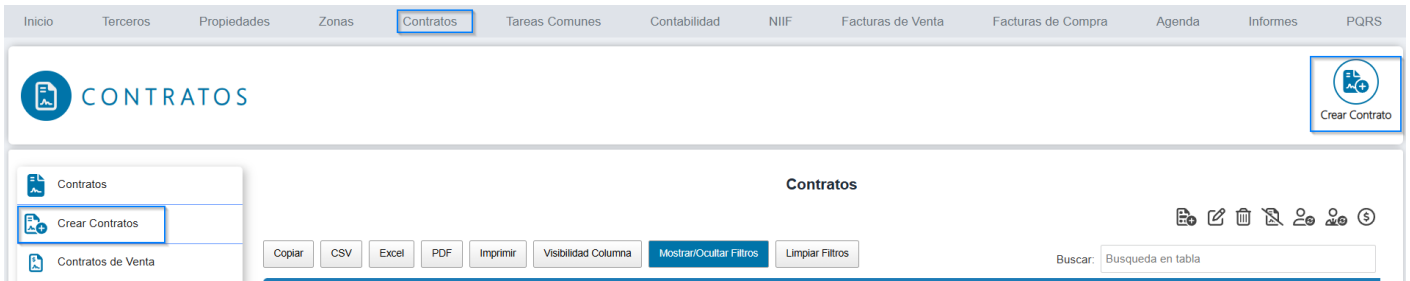 Inicio Terceros Propiedades Zonas Contratos Tareas Comunes Contabilidad NIIF Facturas de Venta Facturas de Compra Agenda Informes PQRS
CONTRATOS
Crear Contrato
Contratos
Contratos
Crear Contratos
Copiar CSV Excel PDF Imprimir Visibilidad Columna Mostrar/Ocultar Filtros Limpiar Filtros Buscar: Busqueda en tabla
Contratos de Venta